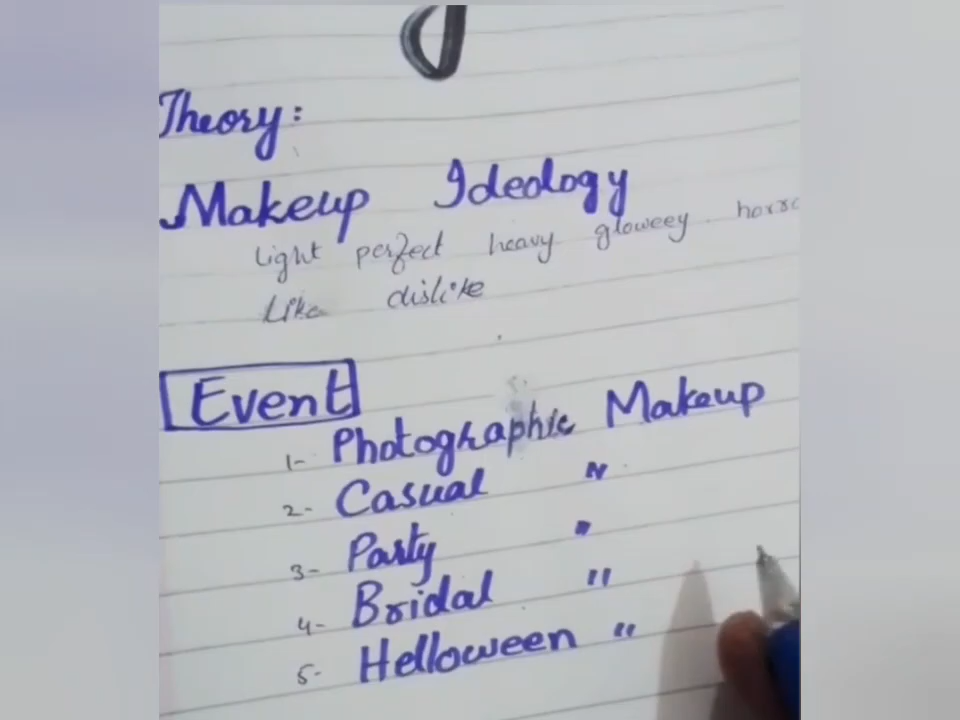 Theory:
Makeup Ideology
Light perfect heavy gloweey
Like dislike
Event
1- Photographic Makeup
2- Casual "
3- Party "
4- Bridal "
5- Helloween "